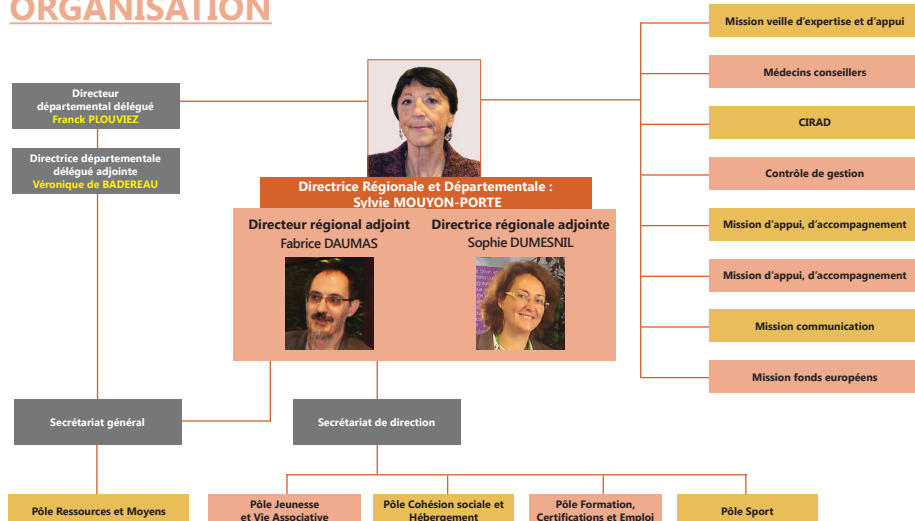 ORGANISATION
Mission veille d'expertise et d'appui
Médecins conseillers
CIRAD
Contrôle de gestion
Mission d'appui, d'accompagnement
Mission d'appui, d'accompagnement
Mission communication
Mission fonds européens
Directeur
départemental délégué
Franck PLOUVIEZ
Directrice départementale
délégué adjointe
Véronique de BADEREAU
Directrice Régionale et Départementale :
Sylvie MOUYON-PORTE
Directeur régional adjoint
Fabrice DAUMAS
Directrice régionale adjointe
Sophie DUMESNIL
Secrétariat général
Secrétariat de direction
Pôle Ressources et Moyens
Pôle Jeunesse
et Vie Associative
Pôle Cohésion sociale et
Hébergement
Pôle Formation,
Certifications et Emploi
Pôle Sport